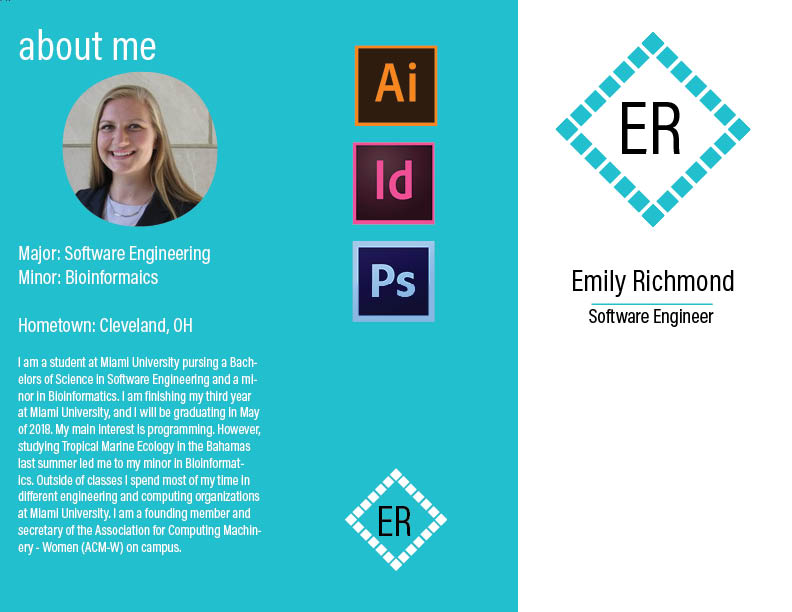 about me
Major: Software Engineering
Minor: Bioinformaics
Hometown: Cleveland, OH
I am a student at Miami University pursing a Bach-
elors of Science in Software Engineering and a mi-
nor in Bioinformatics. I am finishing my third year
at Miami University, and I will be graduating in May
of 2018. My main interest is programming. However,
studying Tropical Marine Ecology in the Bahamas
last summer led me to my minor in Bioinformat-
ics. Outside of classes I spend most of my time in
different engineering and computing organizations
at Miami University. I am a founding member and
secretary of the Association for Computing Machin-
ery - Women (ACM-W) on campus.
Ai
Id
Ps
ER
ER
Emily Richmond
Software Engineer